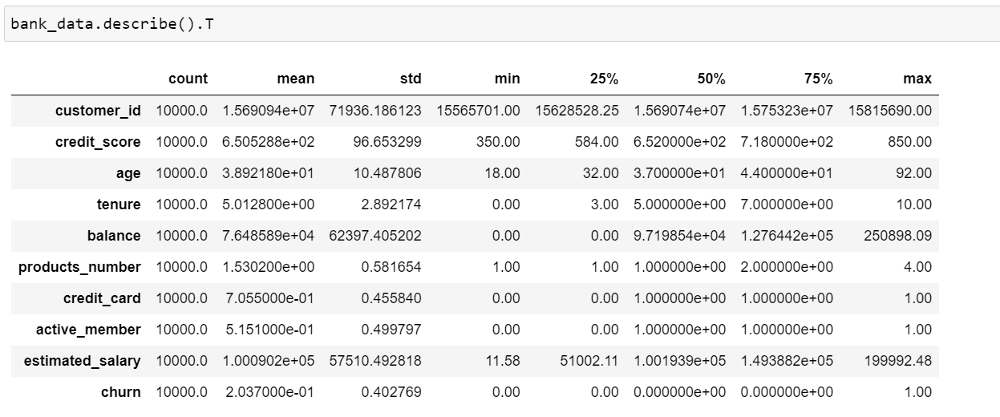 bank_data.describe().T
count mean std min 25% 50% 75% max
customer_id 10000.0 1.569094e+07 71936.186123 15565701.00 15628528.25 1.569074e+07 1.575323e+07 15815690.00
credit_score 10000.0 6.505288e+02 96.653299 350.00 584.00 6.520000e+02 7.180000e+02 850.00
age 10000.0 3.892180e+01 10.487806 18.00 32.00 3.700000e+01 4.400000e+01 92.00
tenure 10000.0 5.012800e+00 2.892174 0.00 3.00 5.000000e+00 7.000000e+00 10.00
balance 10000.0 7.648589e+04 62397.405202 0.00 0.00 9.719854e+04 1.276442e+05 250898.09
products_number 10000.0 1.530200e+00 0.581654 1.00 1.00 1.000000e+00 2.000000e+00 4.00
credit_card 10000.0 7.055000e-01 0.455840 0.00 0.00 1.000000e+00 1.000000e+00 1.00
active_member 10000.0 5.151000e-01 0.499797 0.00 0.00 1.000000e+00 1.000000e+00 1.00
estimated_salary 10000.0 1.000902e+05 57510.492818 11.58 51002.11 1.001939e+05 1.493882e+05 199992.48
churn 10000.0 2.037000e-01 0.402769 0.00 0.00 0.000000e+00 0.000000e+00 1.00